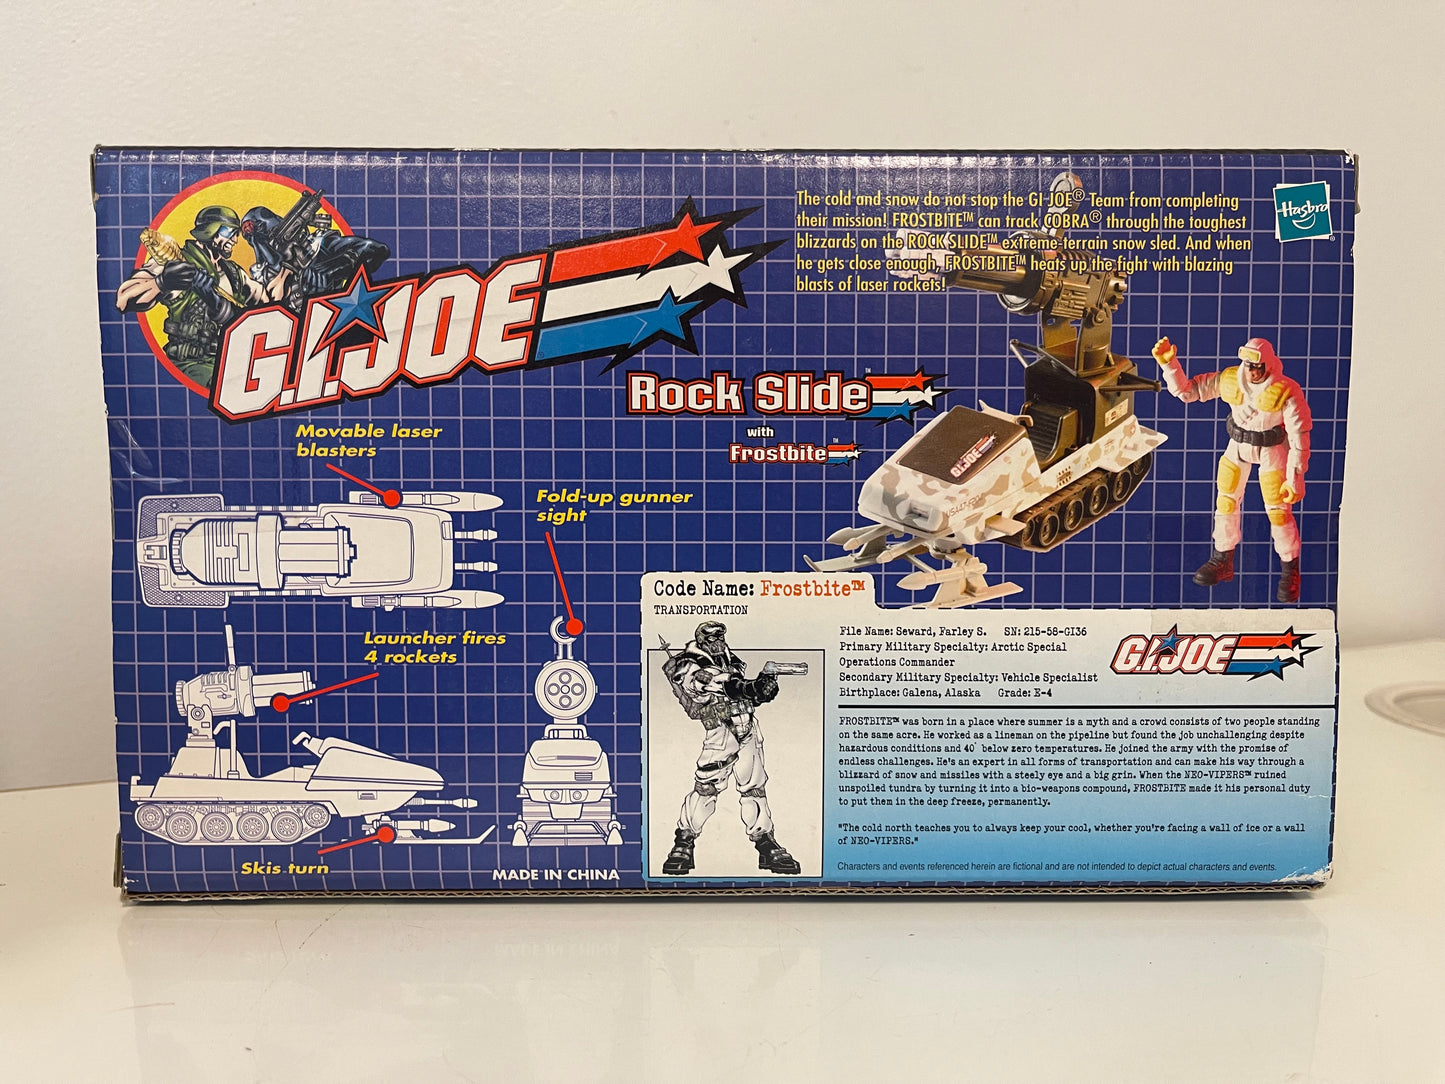 G.I. JOE
The cold and snow do not stop the GI JOE® Team from completing
their mission! FROSTBITE™ can track COBRA® through the toughest
blizzards on the ROCK SLIDE™ extreme-terrain snow sled. And when
he gets close enough, FROSTBITE™ heats up the fight with blazing
blasts of laser rockets!
Hasbro
®
Rock Slide™
with
Frostbite™
G.I. JOE
USA47-F024
Movable laser
blasters
Fold-up gunner
sight
Launcher fires
4 rockets
Skis turn
MADE IN CHINA
Code Name: Frostbite™
TRANSPORTATION
File Name: Seward, Farley S. SN: 215-58-GI36
Primary Military Specialty: Arctic Special
Operations Commander
Secondary Military Specialty: Vehicle Specialist
Birthplace: Galena, Alaska Grade: E-4
G.I. JOE
FROSTBITE™ was born in a place where summer is a myth and a crowd consists of two people standing
on the same acre. He worked as a lineman on the pipeline but found the job unchallenging despite
hazardous conditions and 40° below zero temperatures. He joined the army with the promise of
endless challenges. He's an expert in all forms of transportation and can make his way through a
blizzard of snow and missiles with a steely eye and a big grin. When the NEO-VIPERS™ ruined
unspoiled tundra by turning it into a bio-weapons compound, FROSTBITE made it his personal duty
to put them in the deep freeze, permanently.
"The cold north teaches you to always keep your cool, whether you're facing a wall of ice or a wall
of NEO-VIPERS."
Characters and events referenced herein are fictional and are not intended to depict actual characters and events.